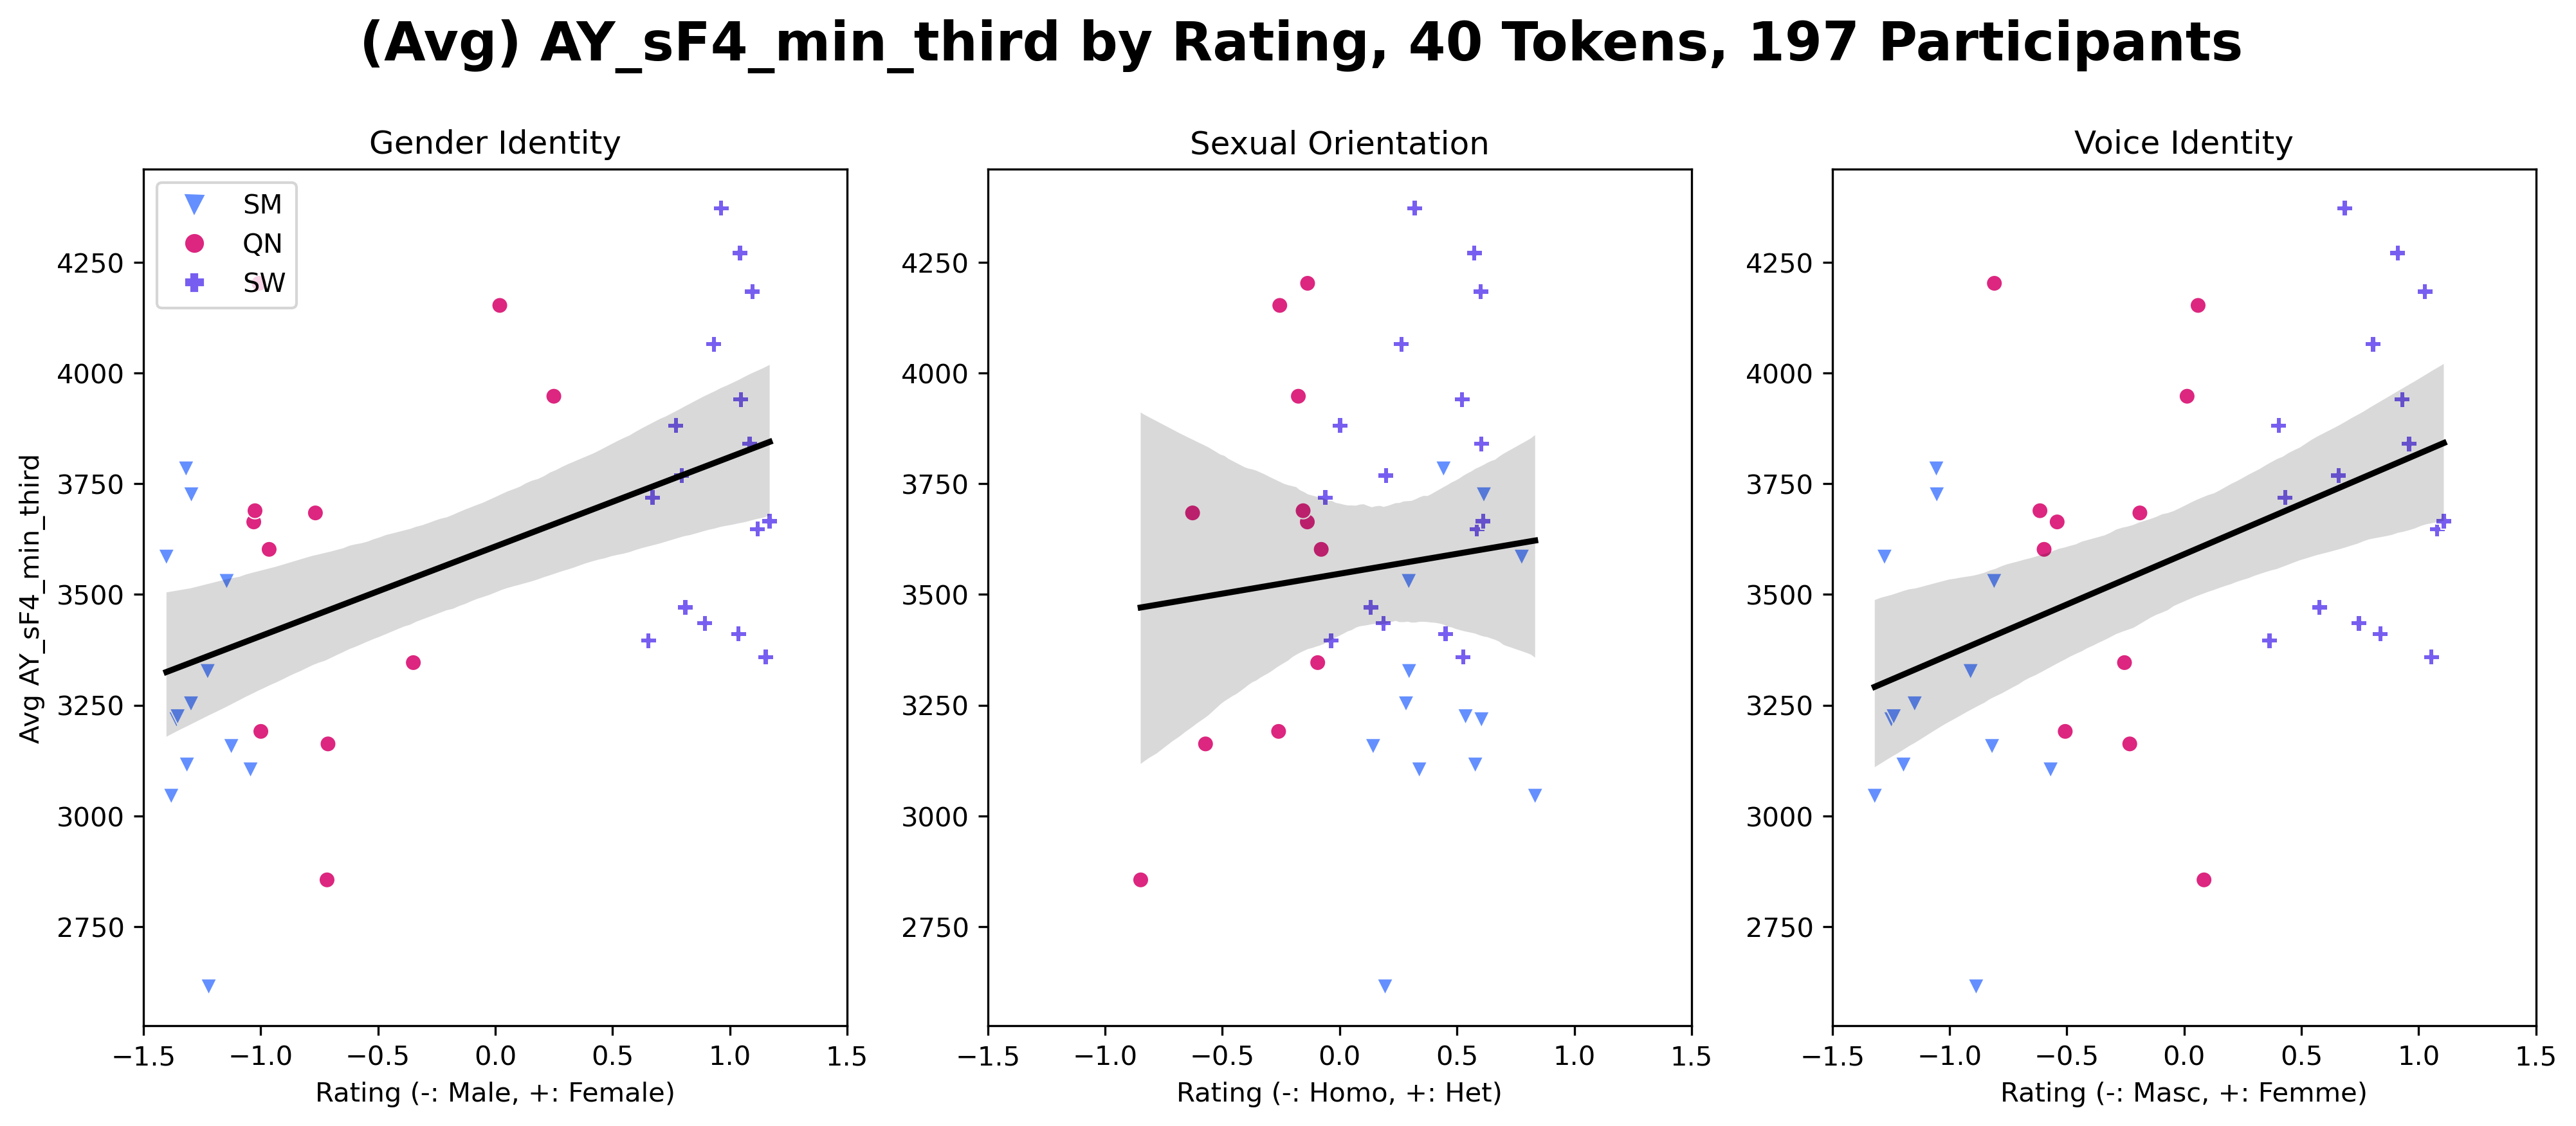 (Avg) AY_sF4_min_third by Rating, 40 Tokens, 197 Participants
Gender Identity
Sexual Orientation
Voice Identity
SM
QN
SW
Avg AY_sF4_min_third
4250
4000
3750
3500
3250
3000
2750
−1.5 −1.0 −0.5 0.0 0.5 1.0 1.5
Rating (-: Male, +: Female)
4250
4000
3750
3500
3250
3000
2750
−1.5 −1.0 −0.5 0.0 0.5 1.0 1.5
Rating (-: Homo, +: Het)
4250
4000
3750
3500
3250
3000
2750
−1.5 −1.0 −0.5 0.0 0.5 1.0 1.5
Rating (-: Masc, +: Femme)